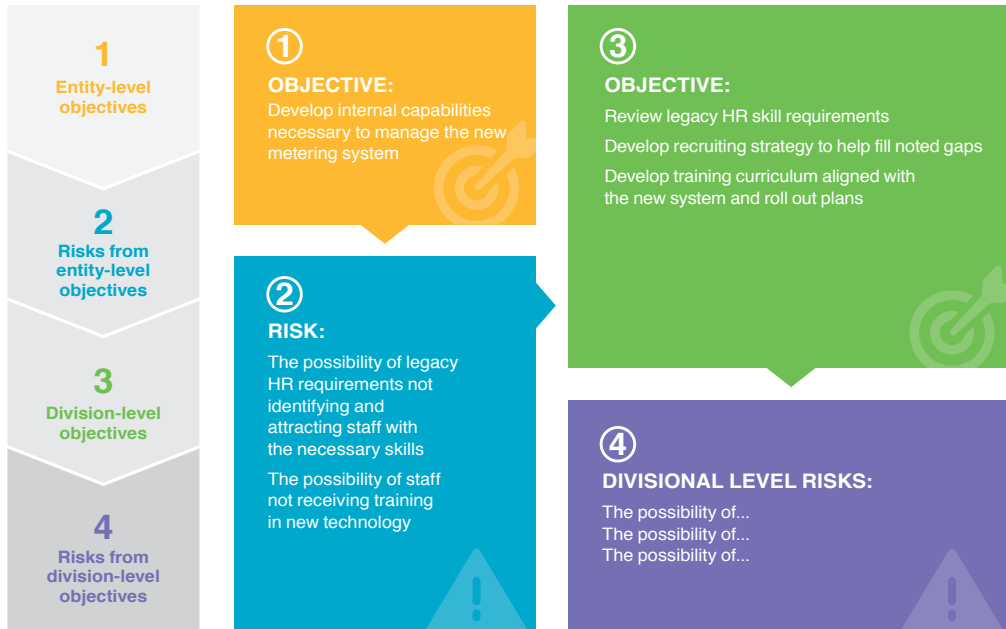 1
Entity-level
objectives
2
Risks from
entity-level
objectives
3
Division-level
objectives
4
Risks from
division-level
objectives
1
OBJECTIVE:
Develop internal capabilities
necessary to manage the new
metering system
2
RISK:
The possibility of legacy
HR requirements not
identifying and
attracting staff with
the necessary skills
The possibility of staff
not receiving training
in new technology
3
OBJECTIVE:
Review legacy HR skill requirements
Develop recruiting strategy to help fill noted gaps
Develop training curriculum aligned with
the new system and roll out plans
4
DIVISIONAL LEVEL RISKS:
The possibility of...
The possibility of...
The possibility of...